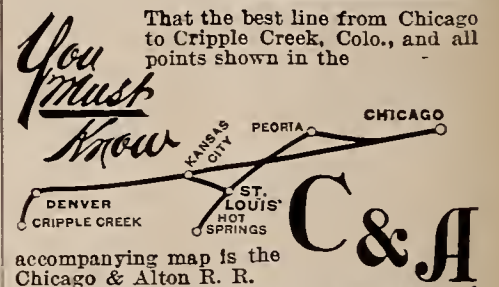 You
Must
Know
That the best line from Chicago
to Cripple Creek, Colo., and all
points shown in the
CHICAGO
PEORIA
KANSAS
CITY
DENVER
CRIPPLE CREEK
ST.
LOUIS
HOT
SPRINGS
C & A
accompanying map is the
Chicago & Alton R. R.